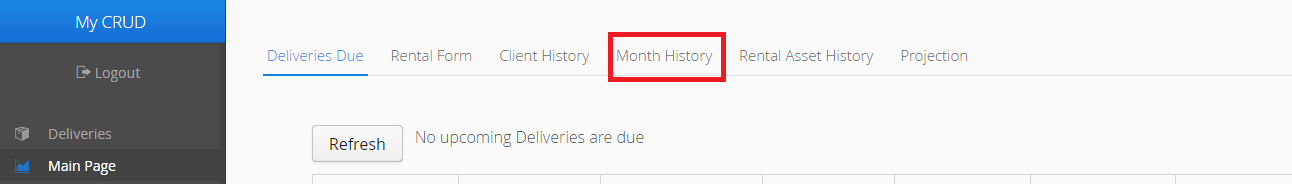 My CRUD
Logout
Deliveries
Main Page
Deliveries Due Rental Form Client History Month History Rental Asset History Projection
Refresh No upcoming Deliveries are due